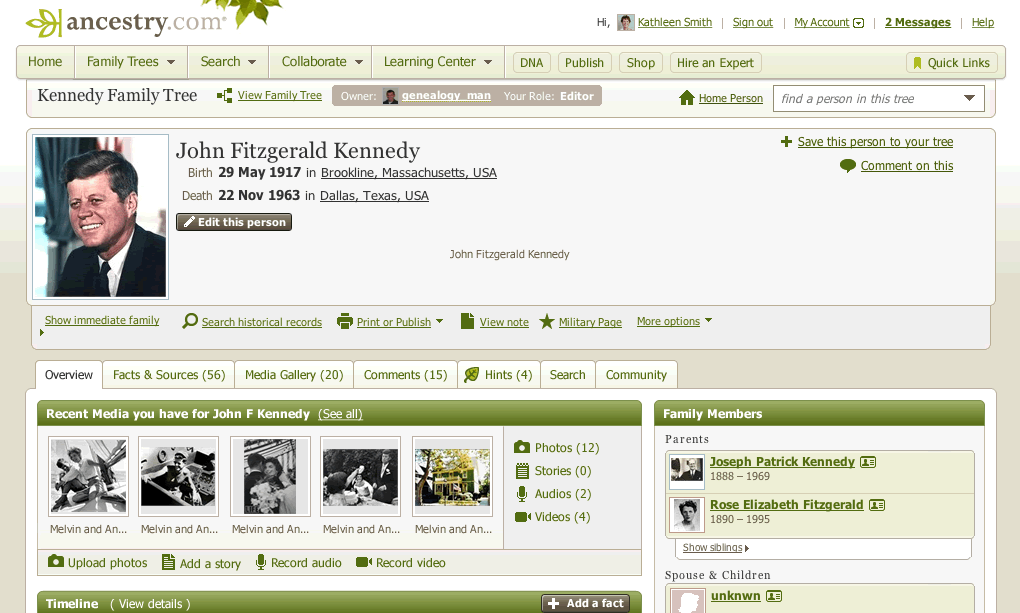 ancestry.com
Hi, Kathleen Smith | Sign out | My Account | 2 Messages | Help
Home Family Trees Search Collaborate Learning Center DNA Publish Shop Hire an Expert Quick Links
Kennedy Family Tree View Family Tree Owner: genealogy_man Your Role: Editor Home Person find a person in this tree
John Fitzgerald Kennedy
Save this person to your tree
Birth 29 May 1917 in Brookline, Massachusetts, USA
Comment on this
Death 22 Nov 1963 in Dallas, Texas, USA
Edit this person
John Fitzgerald Kennedy
Show immediate family Search historical records Print or Publish View note Military Page More options
Overview Facts & Sources (56) Media Gallery (20) Comments (15) Hints (4) Search Community
Recent Media you have for John F Kennedy (See all)
Photos (12)
Stories (0)
Audios (2)
Videos (4)
Melvin and An... Melvin and An... Melvin and An... Melvin and An... Melvin and An...
Upload photos Add a story Record audio Record video
Timeline ( View details ) Add a fact
Family Members
Parents
Joseph Patrick Kennedy
1888 – 1969
Rose Elizabeth Fitzgerald
1890 – 1995
Show siblings
Spouse & Children
unknwn